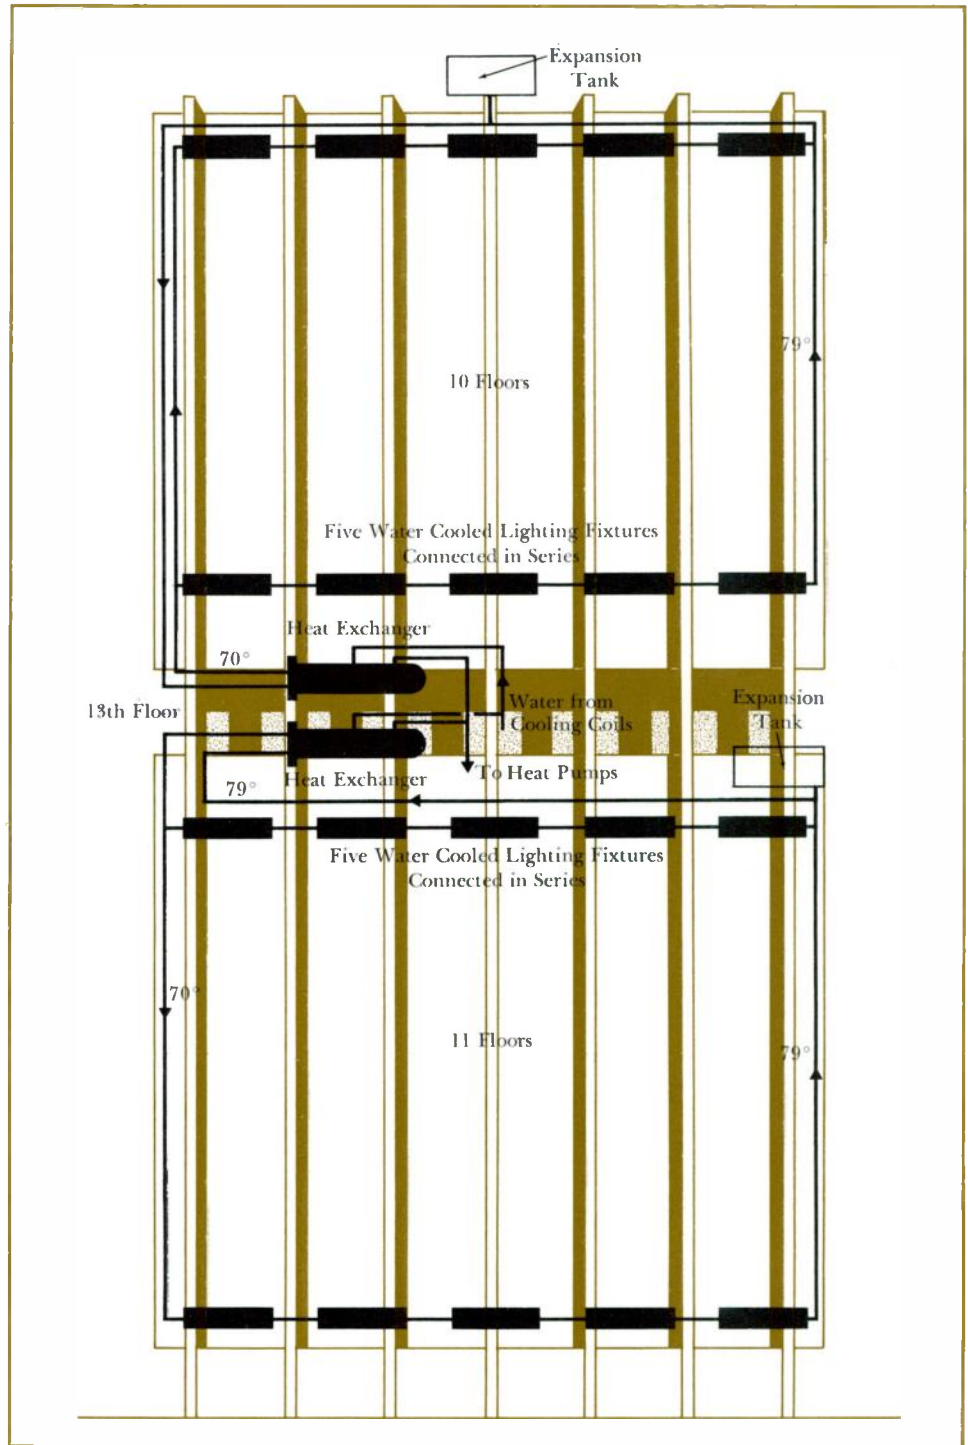 Expansion
Tank
79°
10 Floors
Five Water Cooled Lighting Fixtures
Connected in Series
Heat Exchanger
70°
13th Floor
Water from
Cooling Coils
Expansion
Tank
To Heat Pumps
Heat Exchanger
79°
Five Water Cooled Lighting Fixtures
Connected in Series
70°
11 Floors
79°